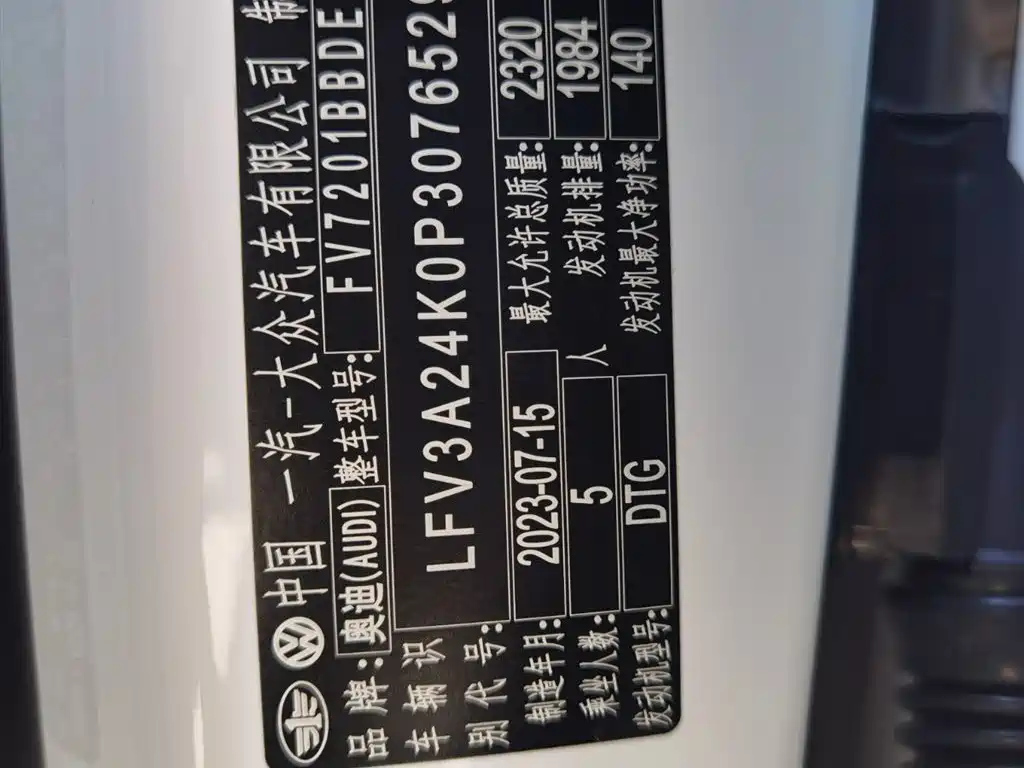 中国 一汽-大众汽车有限公司 制
品牌: 奥迪(AUDI) 整车型号: FV7201BBDE
车辆识别代号: LFV3A24K0P3076529
制造年月: 2023-07-15 最大允许总质量: 2320
乘坐人数: 5 人 发动机排量: 1984
发动机型号: DTG 发动机最大净功率: 140